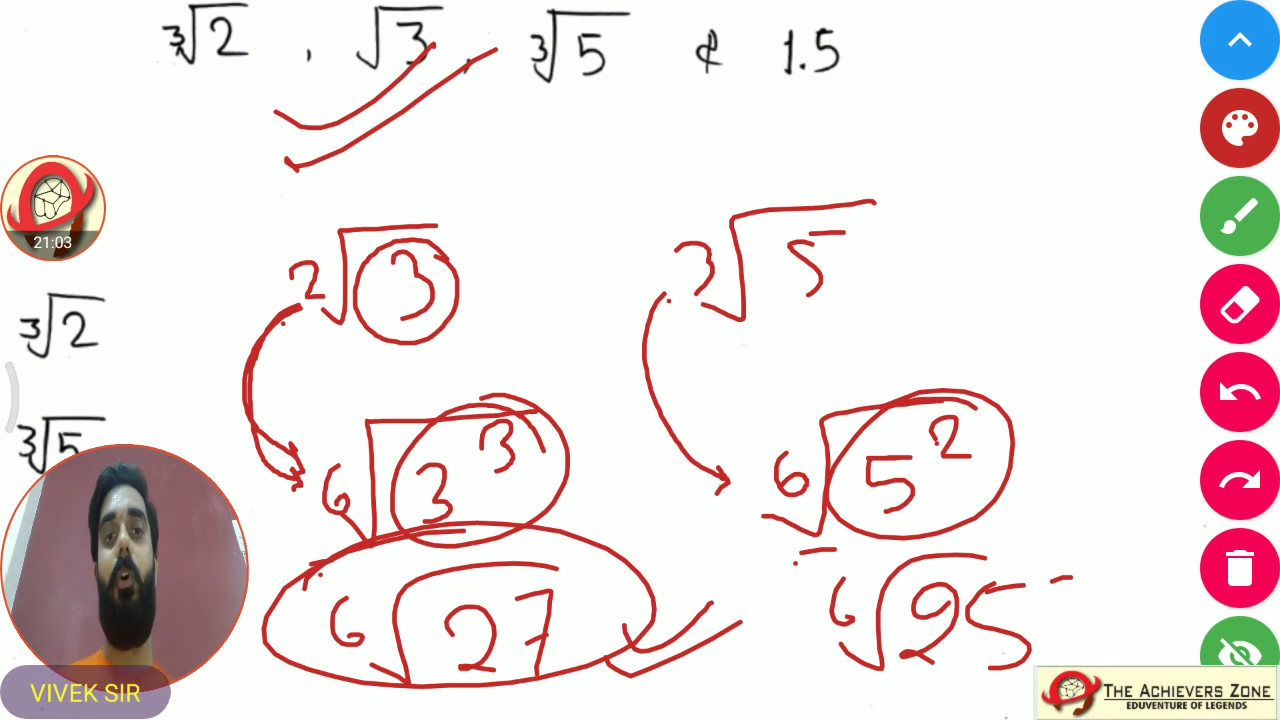 ∛2 , √3 , ∛5 & 1.5
21:03
²√3 ³√5
∛2
∛5
⁶√3³ ⁶√5²
⁶√27 ⁶√25
VIVEK SIR
THE ACHIEVERS ZONE
EDUVENTURE OF LEGENDS